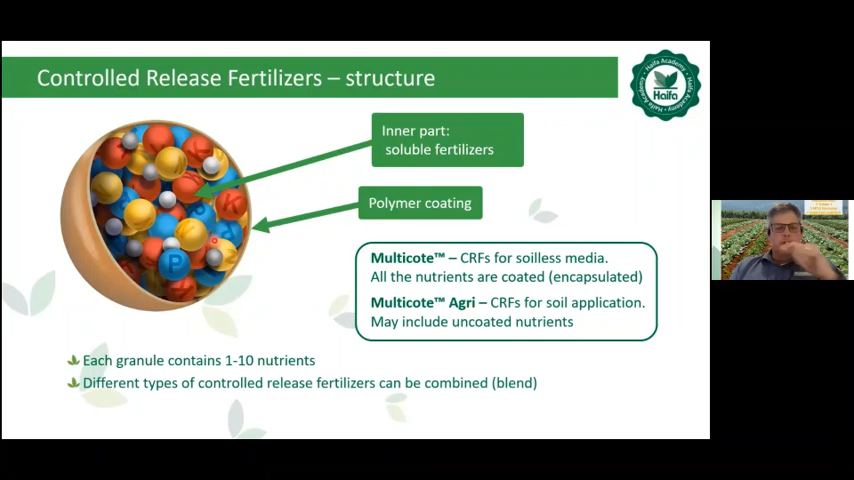 Controlled Release Fertilizers – structure
Haifa Academy
Haifa
Inner part:
soluble fertilizers
Polymer coating
K
P
Multicote™ – CRFs for soilless media.
All the nutrients are coated (encapsulated)
Multicote™ Agri – CRFs for soil application.
May include uncoated nutrients
Each granule contains 1-10 nutrients
Different types of controlled release fertilizers can be combined (blend)